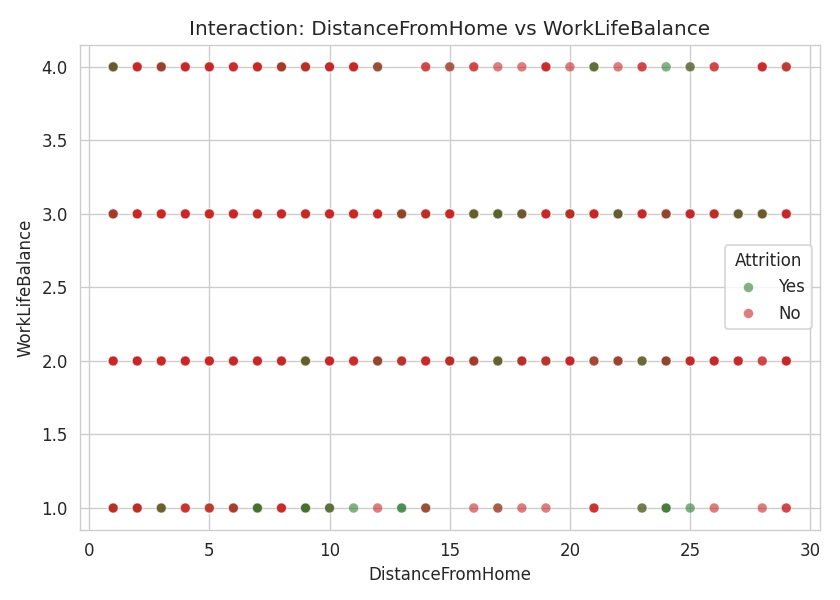 Interaction: DistanceFromHome vs WorkLifeBalance
4.0
3.5
3.0
2.5
2.0
1.5
1.0
WorkLifeBalance
Attrition
Yes
No
0 5 10 15 20 25 30
DistanceFromHome